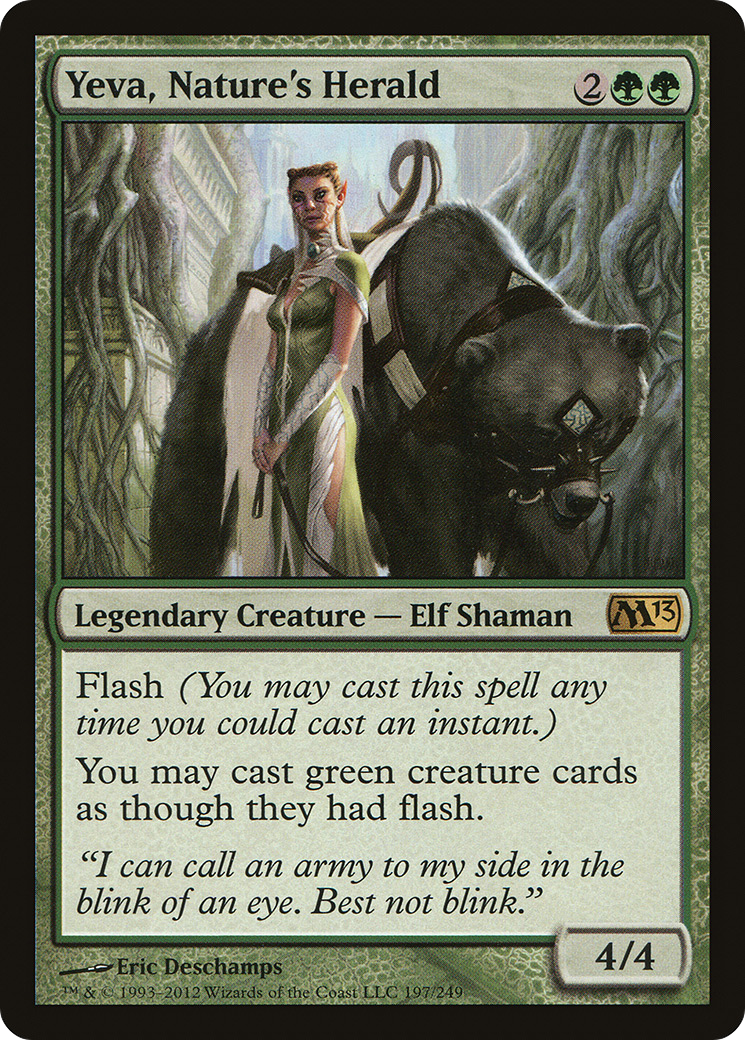 Yeva, Nature's Herald 2
Legendary Creature — Elf Shaman M13
Flash (You may cast this spell any
time you could cast an instant.)
You may cast green creature cards
as though they had flash.
“I can call an army to my side in the
blink of an eye. Best not blink.”
4/4
Eric Deschamps
™ & © 1993–2012 Wizards of the Coast LLC 197/249